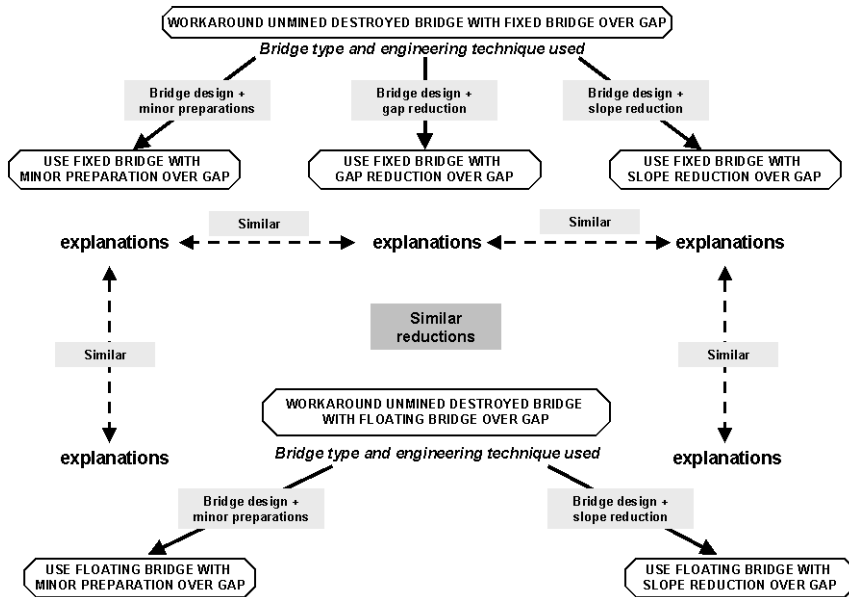 WORKAROUND UNMINED DESTROYED BRIDGE WITH FIXED BRIDGE OVER GAP
Bridge type and engineering technique used
Bridge design +
minor preparations
Bridge design +
gap reduction
Bridge design +
slope reduction
USE FIXED BRIDGE WITH
MINOR PREPARATION OVER GAP
USE FIXED BRIDGE WITH
GAP REDUCTION OVER GAP
USE FIXED BRIDGE WITH
SLOPE REDUCTION OVER GAP
Similar
Similar
explanations
explanations
explanations
Similar
reductions
Similar
Similar
WORKAROUND UNMINED DESTROYED BRIDGE
WITH FLOATING BRIDGE OVER GAP
Bridge type and engineering technique used
explanations
explanations
Bridge design +
minor preparations
Bridge design +
slope reduction
USE FLOATING BRIDGE WITH
MINOR PREPARATION OVER GAP
USE FLOATING BRIDGE WITH
SLOPE REDUCTION OVER GAP